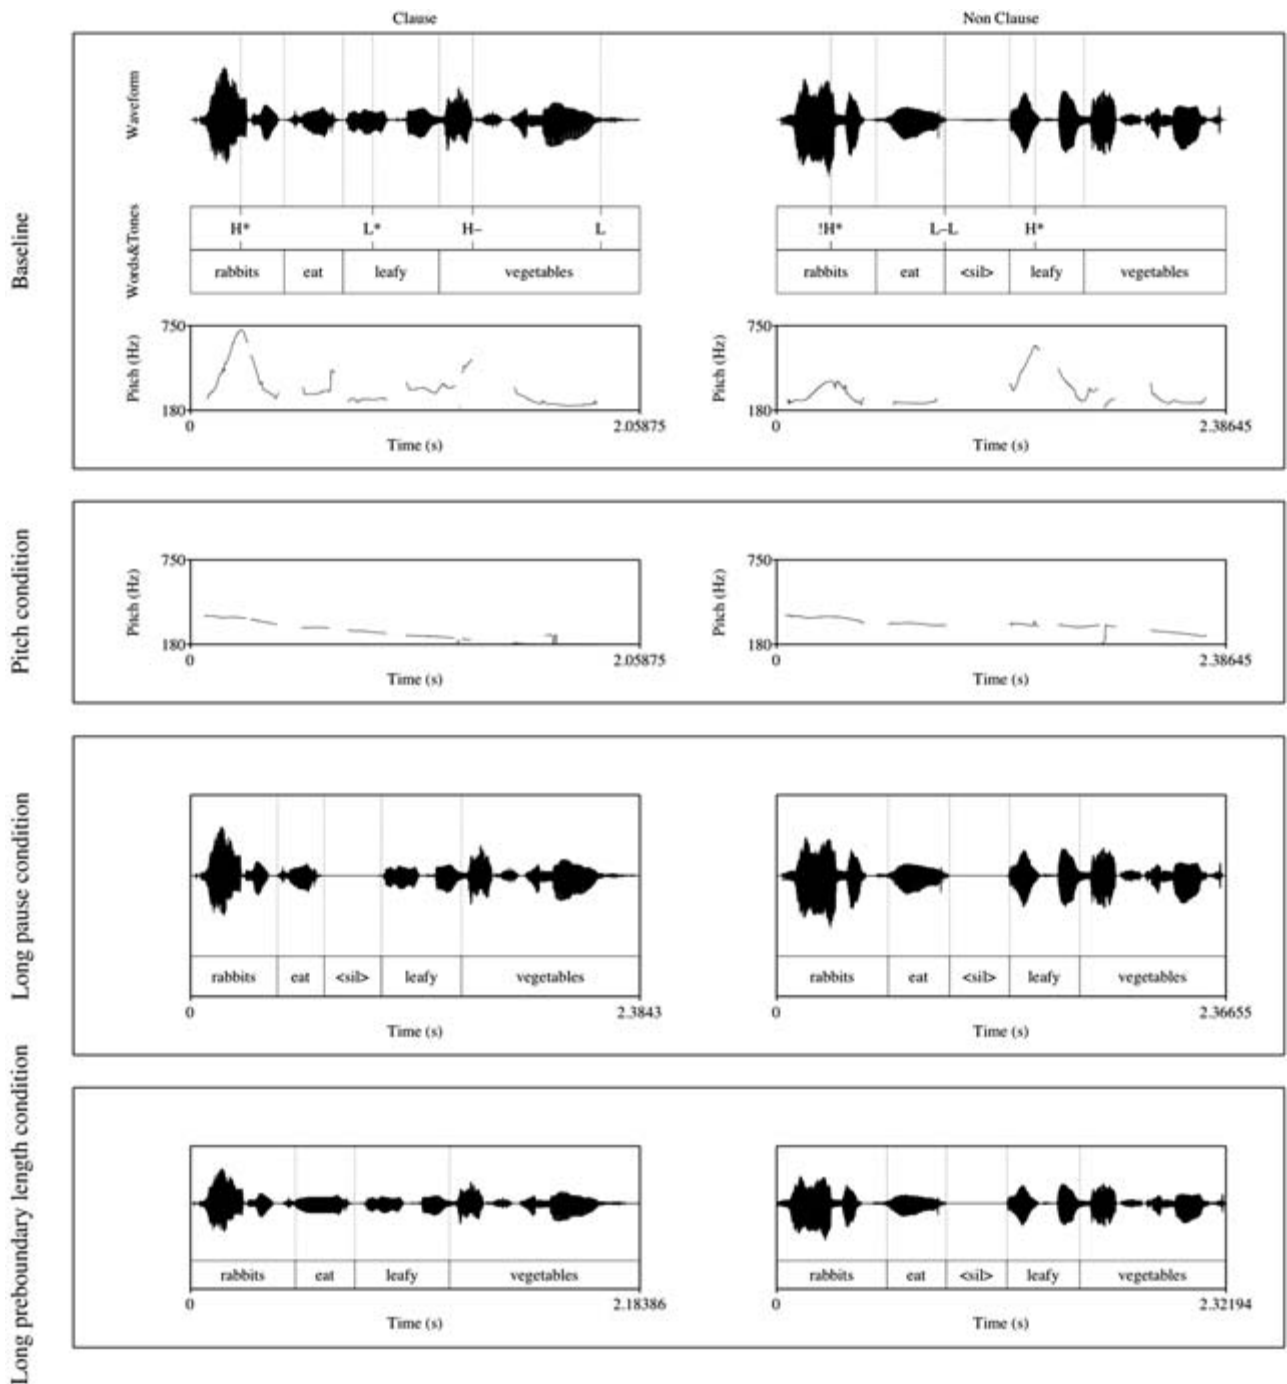 Clause Non Clause
Baseline
Waveform
Words&Tones
H* L* H– L !H* L–L H*
rabbits eat leafy vegetables rabbits eat <sil> leafy vegetables
Pitch (Hz) 750 180 Pitch (Hz) 750 180
0 2.05875 0 2.38645
Time (s) Time (s)
Pitch condition
Pitch (Hz) 750 180 Pitch (Hz) 750 180
0 2.05875 0 2.38645
Time (s) Time (s)
Long pause condition
rabbits eat <sil> leafy vegetables rabbits eat <sil> leafy vegetables
0 2.3843 0 2.36655
Time (s) Time (s)
Long preboundary length condition
rabbits eat leafy vegetables rabbits eat <sil> leafy vegetables
0 2.18386 0 2.32194
Time (s) Time (s)